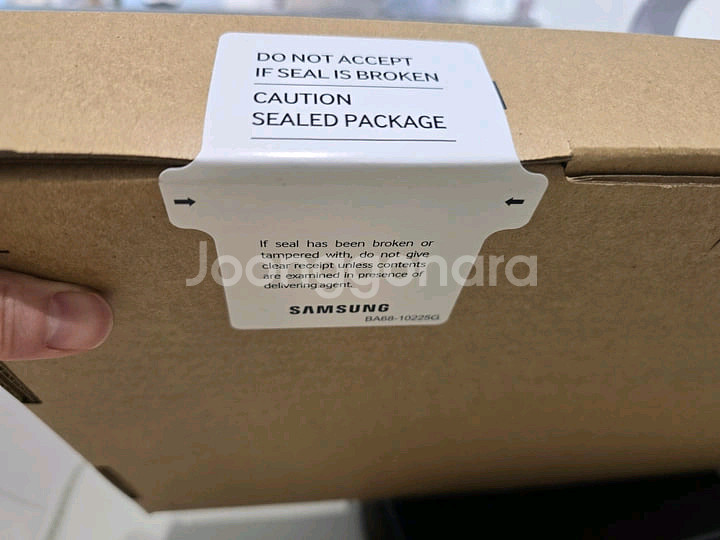 DO NOT ACCEPT
IF SEAL IS BROKEN
CAUTION
SEALED PACKAGE
If seal has been broken or
tampered with, do not give
clear receipt unless contents
are examined in presence of
delivering agent.
Joonggonara
SAMSUNG
BA68-10225G